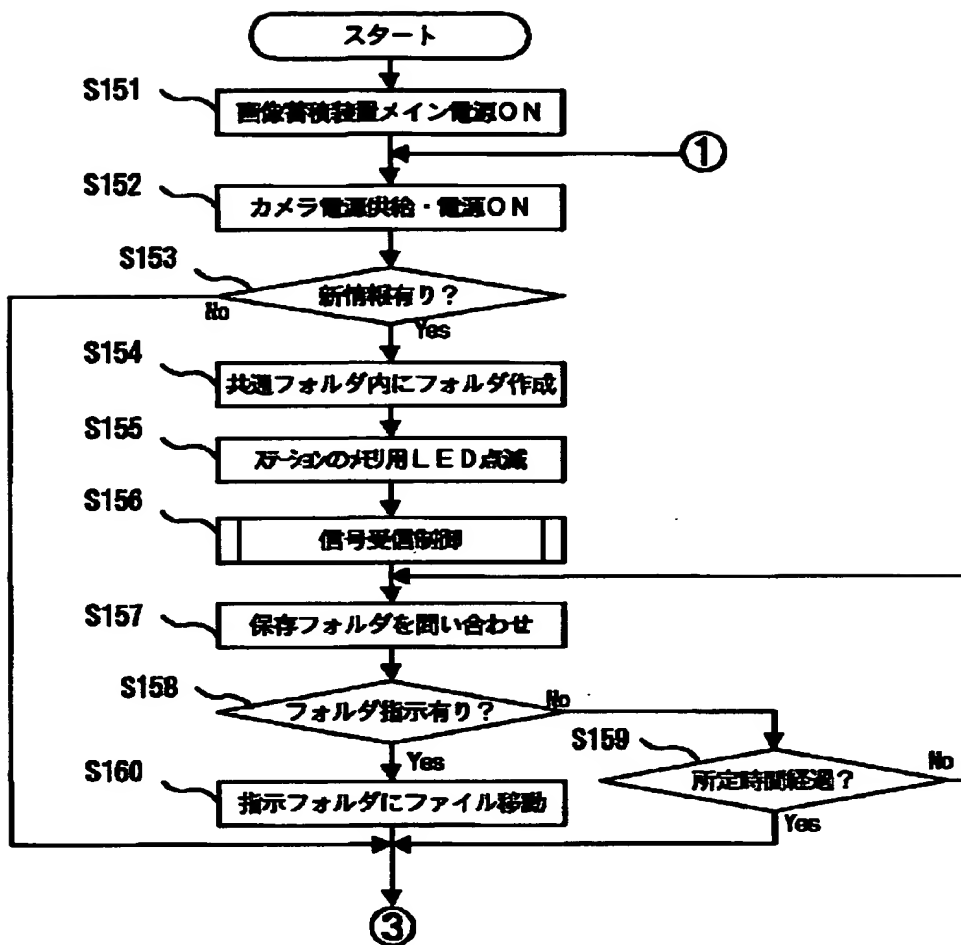 スタート
S151
画像蓄積装置メイン電源ON
①
S152
カメラ電源供給・電源ON
S153
新情報有り?
No
Yes
S154
共通フォルダ内にフォルダ作成
S155
ステーションのメモリ用LED点滅
S156
信号受信制御
S157
保存フォルダを問い合わせ
S158
フォルダ指示有り?
No
Yes
S159
所定時間経過?
No
Yes
S160
指示フォルダにファイル移動
③